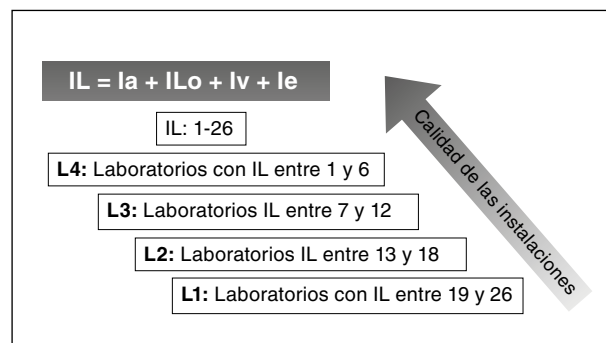 IL = Ia + ILo + Iv + Ie
IL: 1-26
L4: Laboratorios con IL entre 1 y 6
L3: Laboratorios IL entre 7 y 12
L2: Laboratorios IL entre 13 y 18
L1: Laboratorios con IL entre 19 y 26
Calidad de las instalaciones